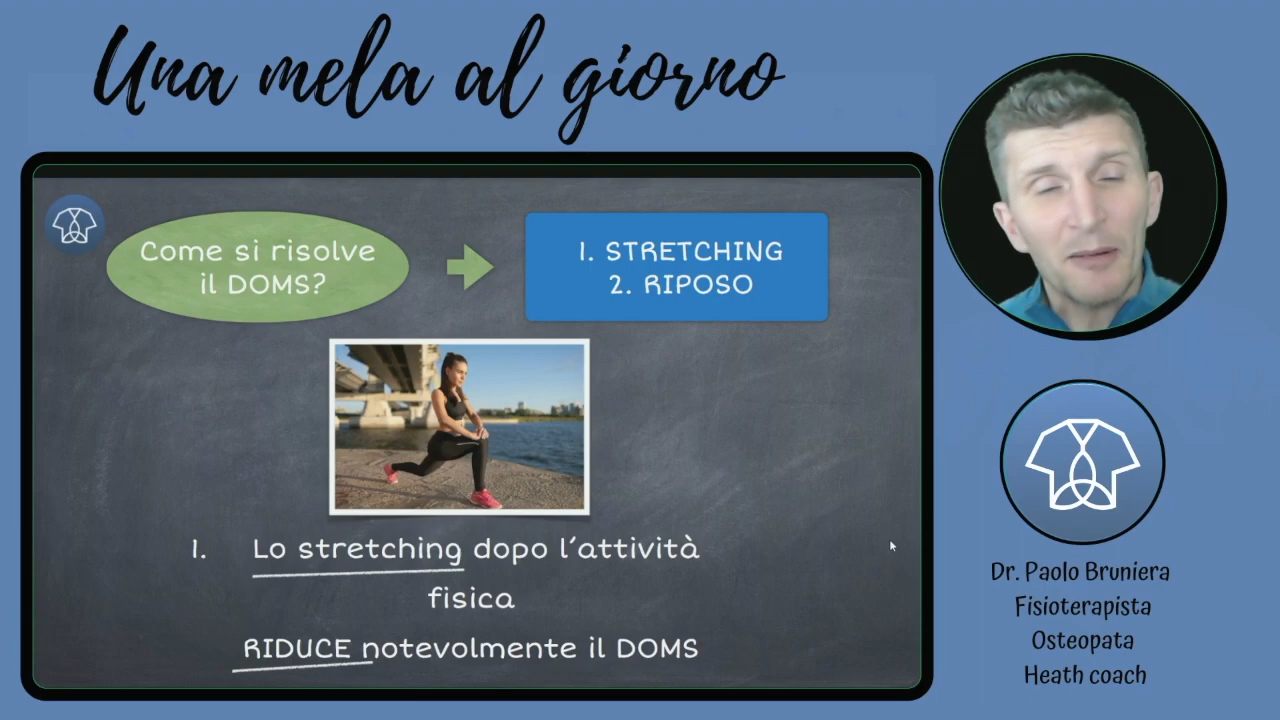 Una mela al giorno
Come si risolve
il DOMS?
1. STRETCHING
2. RIPOSO
1. Lo stretching dopo l'attività
fisica
RIDUCE notevolmente il DOMS
Dr. Paolo Bruniera
Fisioterapista
Osteopata
Heath coach